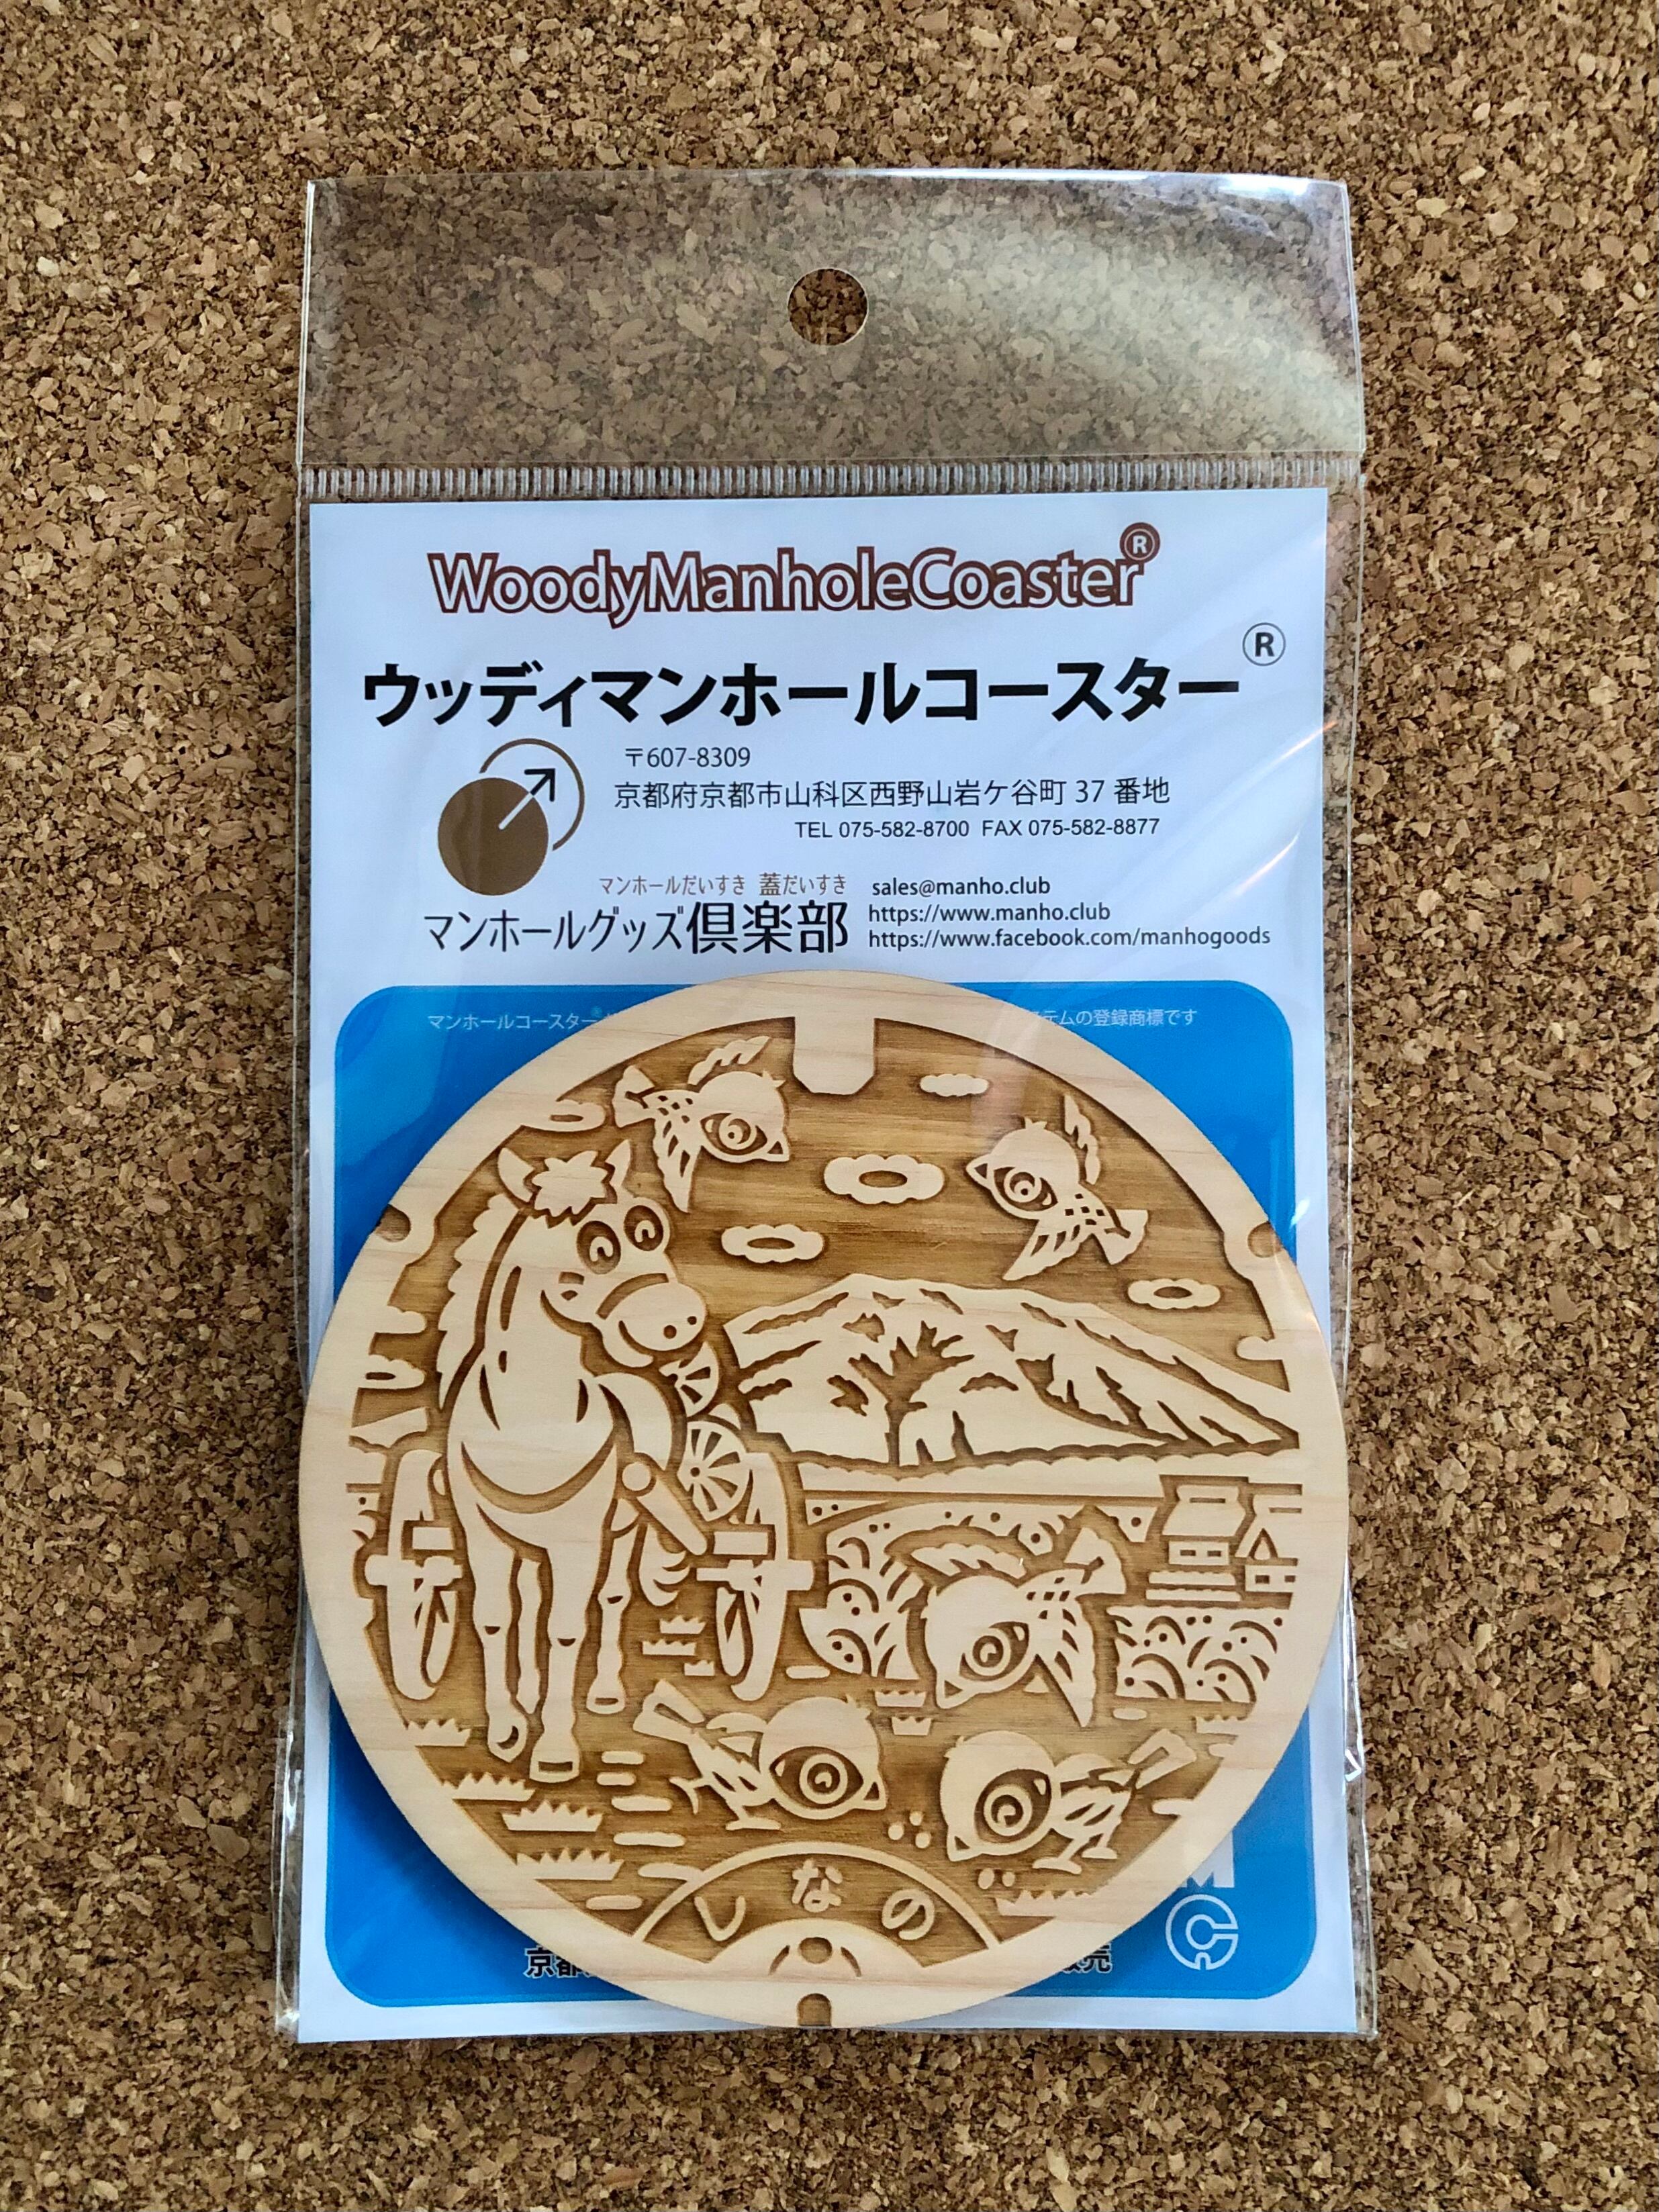 WoodyManholeCoaster®
ウッディマンホールコースター®
〒607-8309
京都府京都市山科区西野山岩ケ谷町 37 番地
TEL 075-582-8700 FAX 075-582-8877
マンホールだいすき 蓋だいすき
マンホールグッズ倶楽部
sales@manho.club
https://www.manho.club
https://www.facebook.com/manhogoods
マンホールコースター
テムの登録商標です
しなの
京都
販売